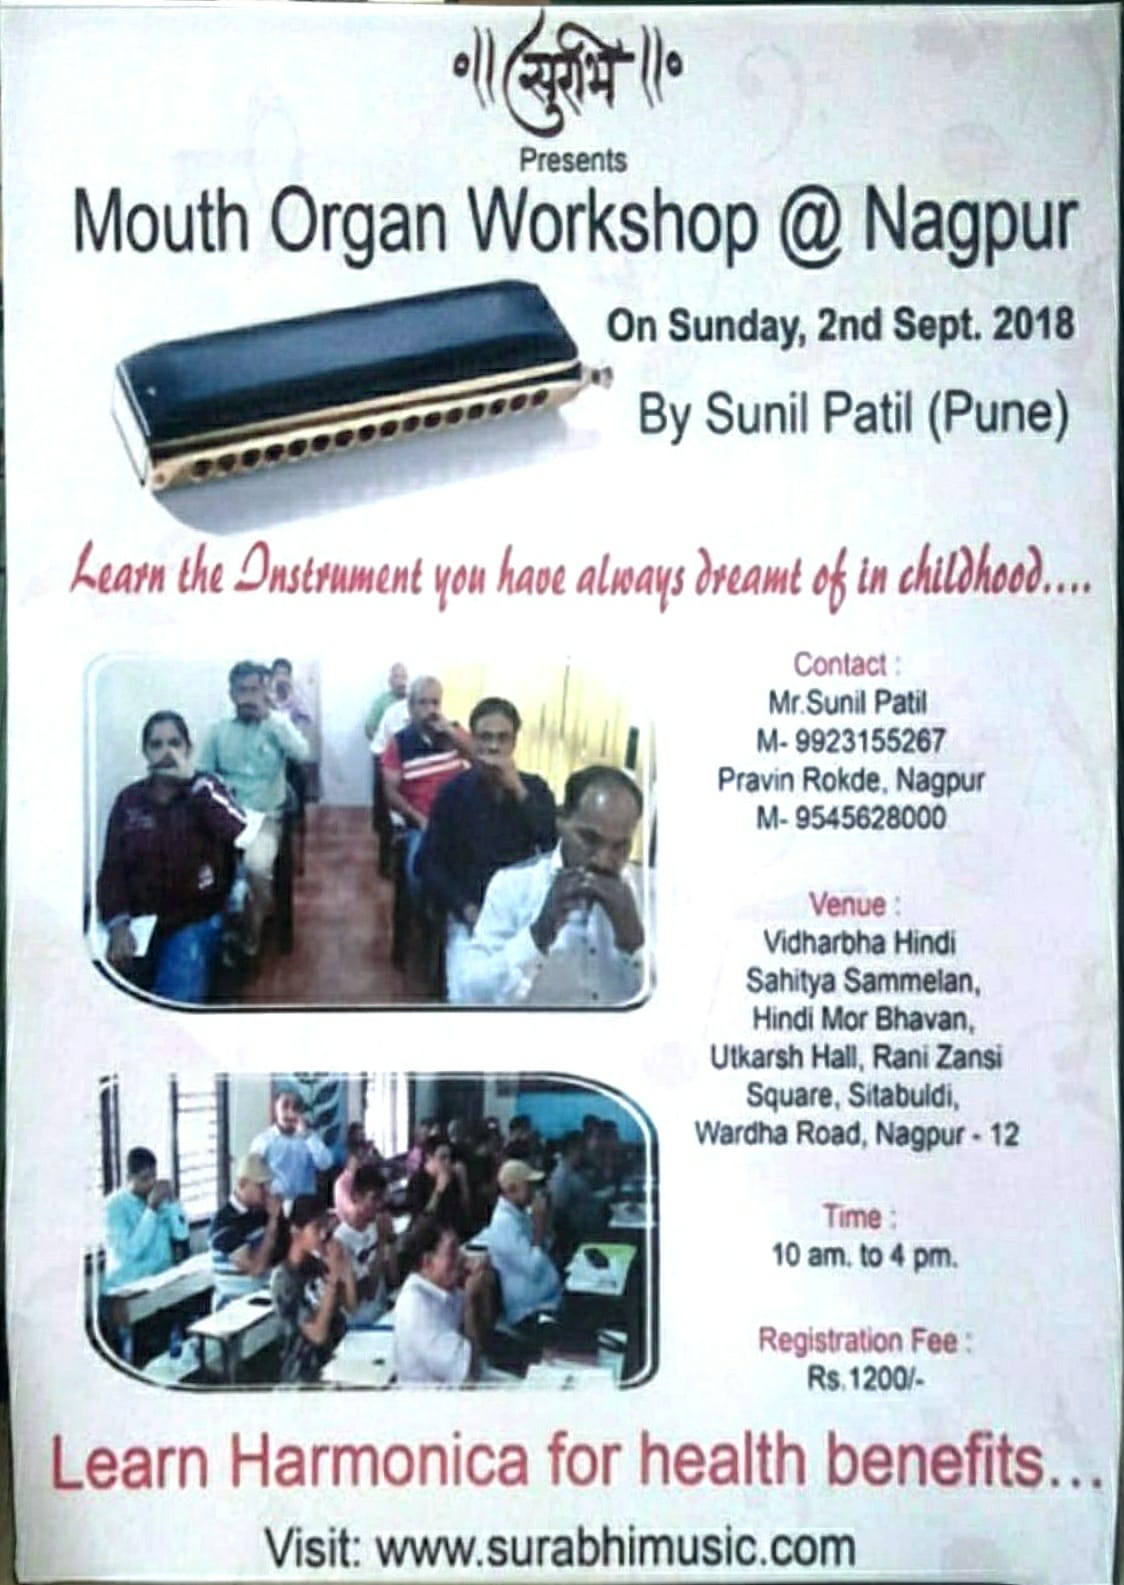 ॥ सुरभि ॥
Presents
Mouth Organ Workshop @ Nagpur
On Sunday, 2nd Sept. 2018
By Sunil Patil (Pune)
Learn the Instrument you have always dreamt of in childhood....
Contact :
Mr.Sunil Patil
M- 9923155267
Pravin Rokde, Nagpur
M- 9545628000
Venue :
Vidharbha Hindi
Sahitya Sammelan,
Hindi Mor Bhavan,
Utkarsh Hall, Rani Zansi
Square, Sitabuldi,
Wardha Road, Nagpur - 12
Time :
10 am. to 4 pm.
Registration Fee :
Rs.1200/-
Learn Harmonica for health benefits...
Visit: www.surabhimusic.com